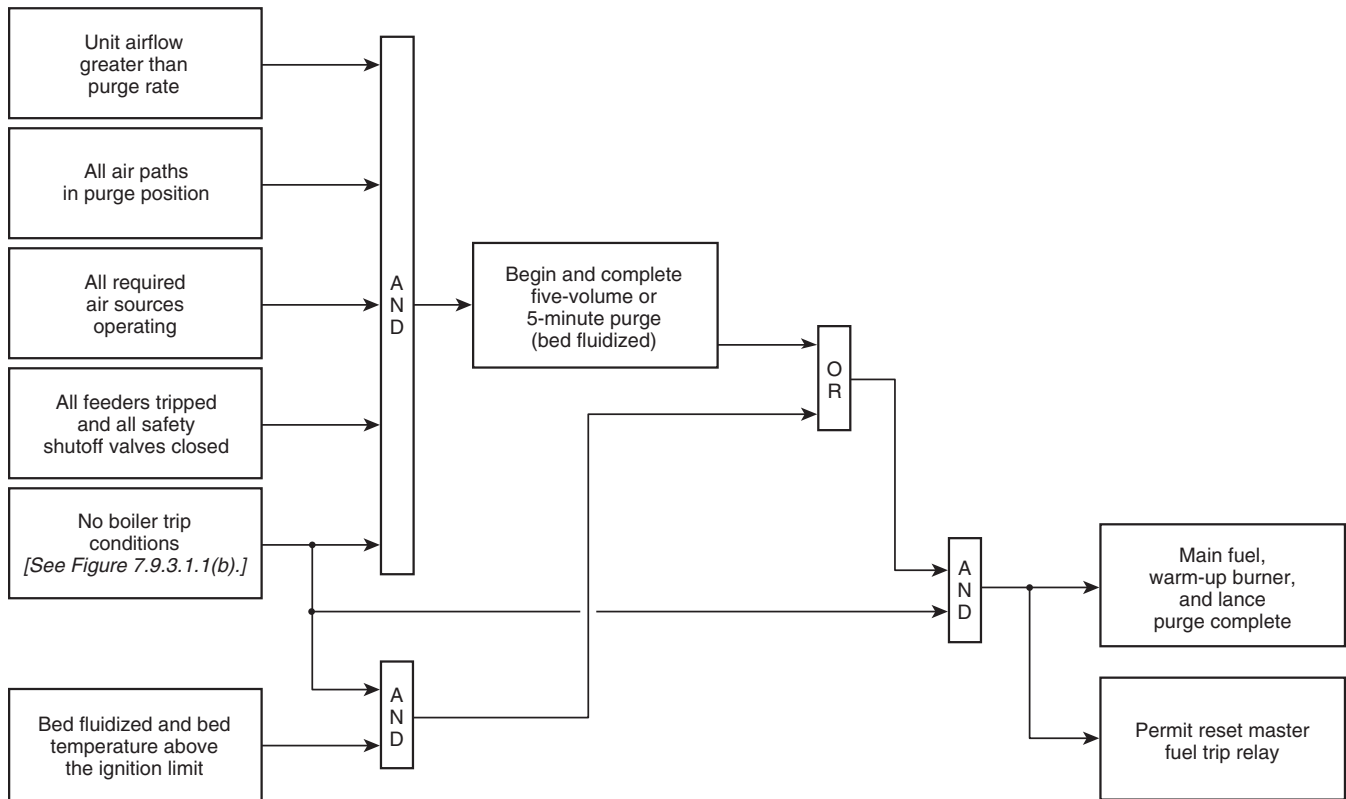 Unit airflow
greater than
purge rate
All air paths
in purge position
All required
air sources
operating
All feeders tripped
and all safety
shutoff valves closed
No boiler trip
conditions
[See Figure 7.9.3.1.1(b).]
Bed fluidized and bed
temperature above
the ignition limit
A
N
D
A
N
D
Begin and complete
five-volume or
5-minute purge
(bed fluidized)
O
R
A
N
D
Main fuel,
warm-up burner,
and lance
purge complete
Permit reset master
fuel trip relay